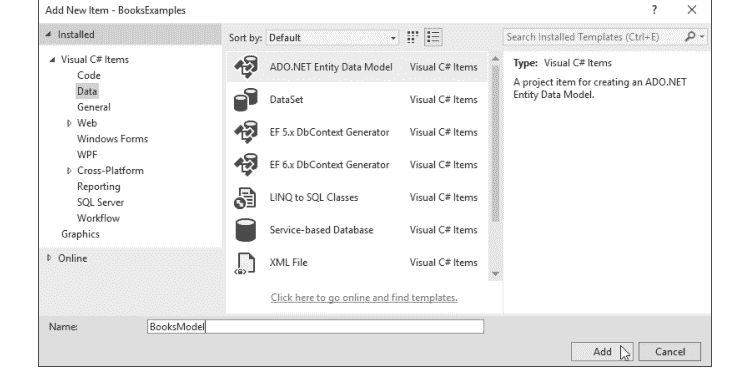 Add New Item - BooksExamples ? ×
Installed
Sort by: Default
Search Installed Templates (Ctrl+E)
Visual C# Items
Code
Data
General
Web
Windows Forms
WPF
Cross-Platform
Reporting
SQL Server
Workflow
Graphics
Online
ADO.NET Entity Data Model Visual C# Items
DataSet Visual C# Items
EF 5.x DbContext Generator Visual C# Items
EF 6.x DbContext Generator Visual C# Items
LINQ to SQL Classes Visual C# Items
Service-based Database Visual C# Items
XML File Visual C# Items
Click here to go online and find templates.
Type: Visual C# Items
A project item for creating an ADO.NET
Entity Data Model.
Name: BooksModel
Add Cancel